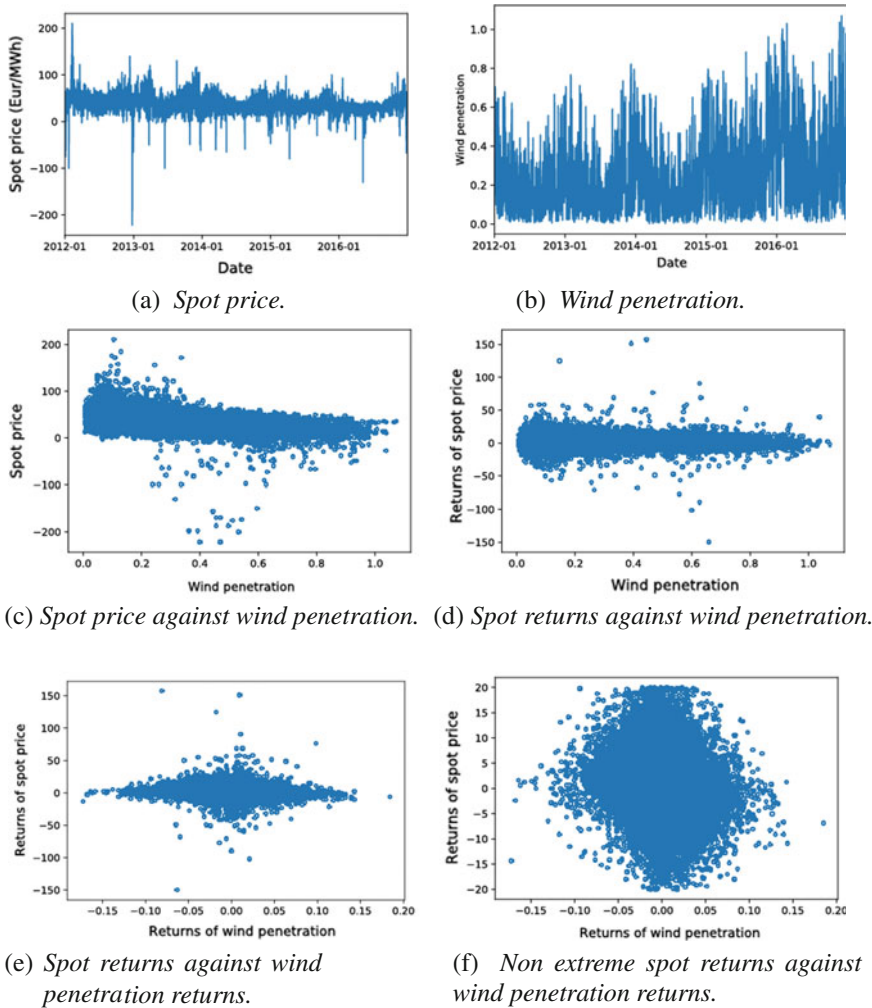 200
100
0
−100
−200
Spot price (Eur/MWh)
2012-01 2013-01 2014-01 2015-01 2016-01
Date
(a) Spot price.
1.0
0.8
0.6
0.4
0.2
0.0
Wind penetration
2012-01 2013-01 2014-01 2015-01 2016-01
Date
(b) Wind penetration.
200
100
0
−100
−200
Spot price
0.0 0.2 0.4 0.6 0.8 1.0
Wind penetration
(c) Spot price against wind penetration.
150
100
50
0
−50
−100
−150
Returns of spot price
0.0 0.2 0.4 0.6 0.8 1.0
Wind penetration
(d) Spot returns against wind penetration.
150
100
50
0
−50
−100
−150
Returns of spot price
−0.15 −0.10 −0.05 0.00 0.05 0.10 0.15 0.20
Returns of wind penetration
(e) Spot returns against wind
penetration returns.
20
15
10
5
0
−5
−10
−15
−20
Returns of spot price
−0.15 −0.10 −0.05 0.00 0.05 0.10 0.15 0.20
Returns of wind penetration
(f) Non extreme spot returns against
wind penetration returns.